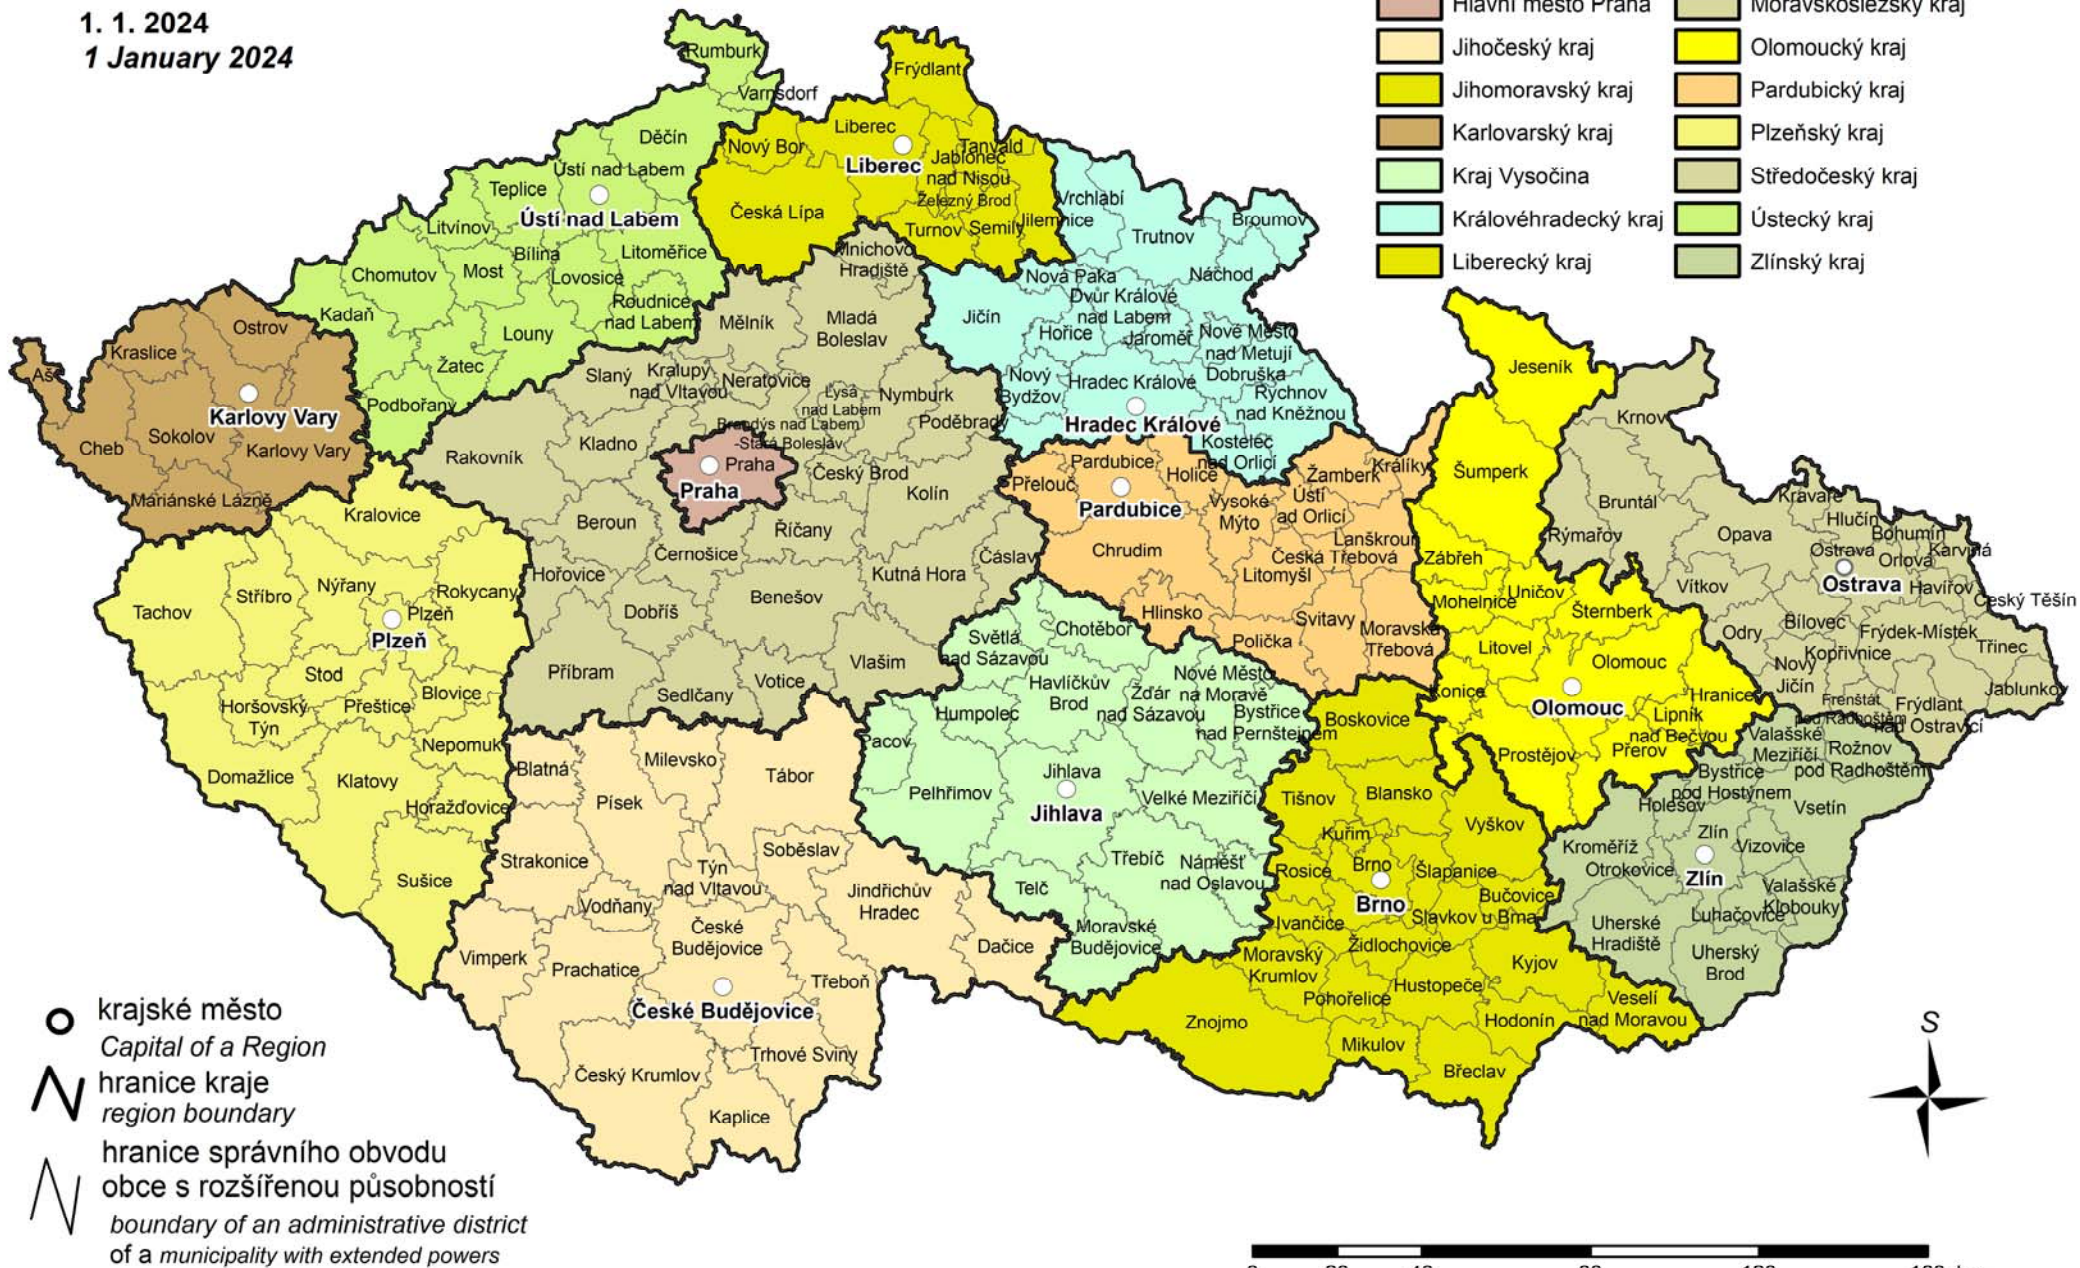 1. 1. 2024
1 January 2024
Hlavní město Praha
Jihočeský kraj
Jihomoravský kraj
Karlovarský kraj
Kraj Vysočina
Královéhradecký kraj
Liberecký kraj
Moravskoslezský kraj
Olomoucký kraj
Pardubický kraj
Plzeňský kraj
Středočeský kraj
Ústecký kraj
Zlínský kraj
Rumburk
Varnsdorf
Děčín
Ústí nad Labem
Teplice
Ústí nad Labem
Litvínov
Bílina
Litoměřice
Chomutov
Most
Lovosice
Roudnice
nad Labem
Kadaň
Louny
Žatec
Podbořany
Frýdlant
Liberec
Nový Bor
Liberec
Tanvald
Jablonec
nad Nisou
Železný Brod
Česká Lípa
Turnov
Semily
Jilemnice
Vrchlabí
Trutnov
Broumov
Nová Paka
Náchod
Dvůr Králové
nad Labem
Jičín
Hořice
Jaroměř
Nové Město
nad Metují
Nový
Bydžov
Hradec Králové
Dobruška
Rychnov
nad Kněžnou
Hradec Králové
Kostelec
nad Orlicí
Ostrov
Kraslice
Aš
Karlovy Vary
Sokolov
Cheb
Karlovy Vary
Mariánské Lázně
Mnichovo
Hradiště
Mělník
Mladá
Boleslav
Slaný
Kralupy
nad Vltavou
Neratovice
Lysá
nad Labem
Nymburk
Brandýs nad Labem
-Stará Boleslav
Poděbrady
Kladno
Rakovník
Praha
Praha
Český Brod
Kolín
Beroun
Říčany
Černošice
Čáslav
Hořovice
Kutná Hora
Dobříš
Benešov
Příbram
Vlašim
Votice
Sedlčany
Kralovice
Tachov
Stříbro
Nýřany
Rokycany
Plzeň
Plzeň
Stod
Blovice
Horšovský
Týn
Přeštice
Nepomuk
Domažlice
Klatovy
Horažďovice
Sušice
Blatná
Milevsko
Tábor
Písek
Strakonice
Soběslav
Týn
nad Vltavou
Jindřichův
Hradec
Vodňany
České
Budějovice
Dačice
Vimperk
Prachatice
Třeboň
České Budějovice
Trhové Sviny
Český Krumlov
Kaplice
Pardubice
Holice
Přelouč
Pardubice
Žamberk
Králíky
Vysoké
Mýto
Ústí
ad Orlicí
Lanškroun
Chrudim
Česká Třebová
Litomyšl
Hlinsko
Svitavy
Polička
Moravská
Třebová
Světlá
nad Sázavou
Chotěboř
Havlíčkův
Brod
Nové Město
na Moravě
Žďár
nad Sázavou
Bystřice
nad Pernštejnem
Humpolec
Pacov
Jihlava
Pelhřimov
Velké Meziříčí
Jihlava
Třebíč
Náměšť
nad Oslavou
Telč
Moravské
Budějovice
Boskovice
Tišnov
Blansko
Vyškov
Kuřim
Rosice
Brno
Šlapanice
Bučovice
Brno
Slavkov u Brna
Ivančice
Židlochovice
Moravský
Krumlov
Kyjov
Hustopeče
Pohořelice
Veselí
nad Moravou
Znojmo
Hodonín
Mikulov
Břeclav
Jeseník
Šumperk
Zábřeh
Mohelnice
Uničov
Šternberk
Litovel
Olomouc
Konice
Hranice
Olomouc
Lipník
nad Bečvou
Prostějov
Přerov
Krnov
Bruntál
Rýmařov
Kravaře
Hlučín
Bohumín
Opava
Ostrava
Orlová
Karviná
Ostrava
Havířov
Vítkov
Český Těšín
Bílovec
Odry
Frýdek-Místek
Kopřivnice
Třinec
Nový
Jičín
Jablunkov
Frenštát
pod Radhoštěm
Frýdlant
nad Ostravicí
Valašské
Meziříčí
Rožnov
pod Radhoštěm
Bystřice
pod Hostýnem
Holešov
Vsetín
Zlín
Kroměříž
Vizovice
Otrokovice
Zlín
Valašské
Klobouky
Luhačovice
Uherské
Hradiště
Uherský
Brod
krajské město
Capital of a Region
hranice kraje
region boundary
hranice správního obvodu
obce s rozšířenou působností
boundary of an administrative district
of a municipality with extended powers
S